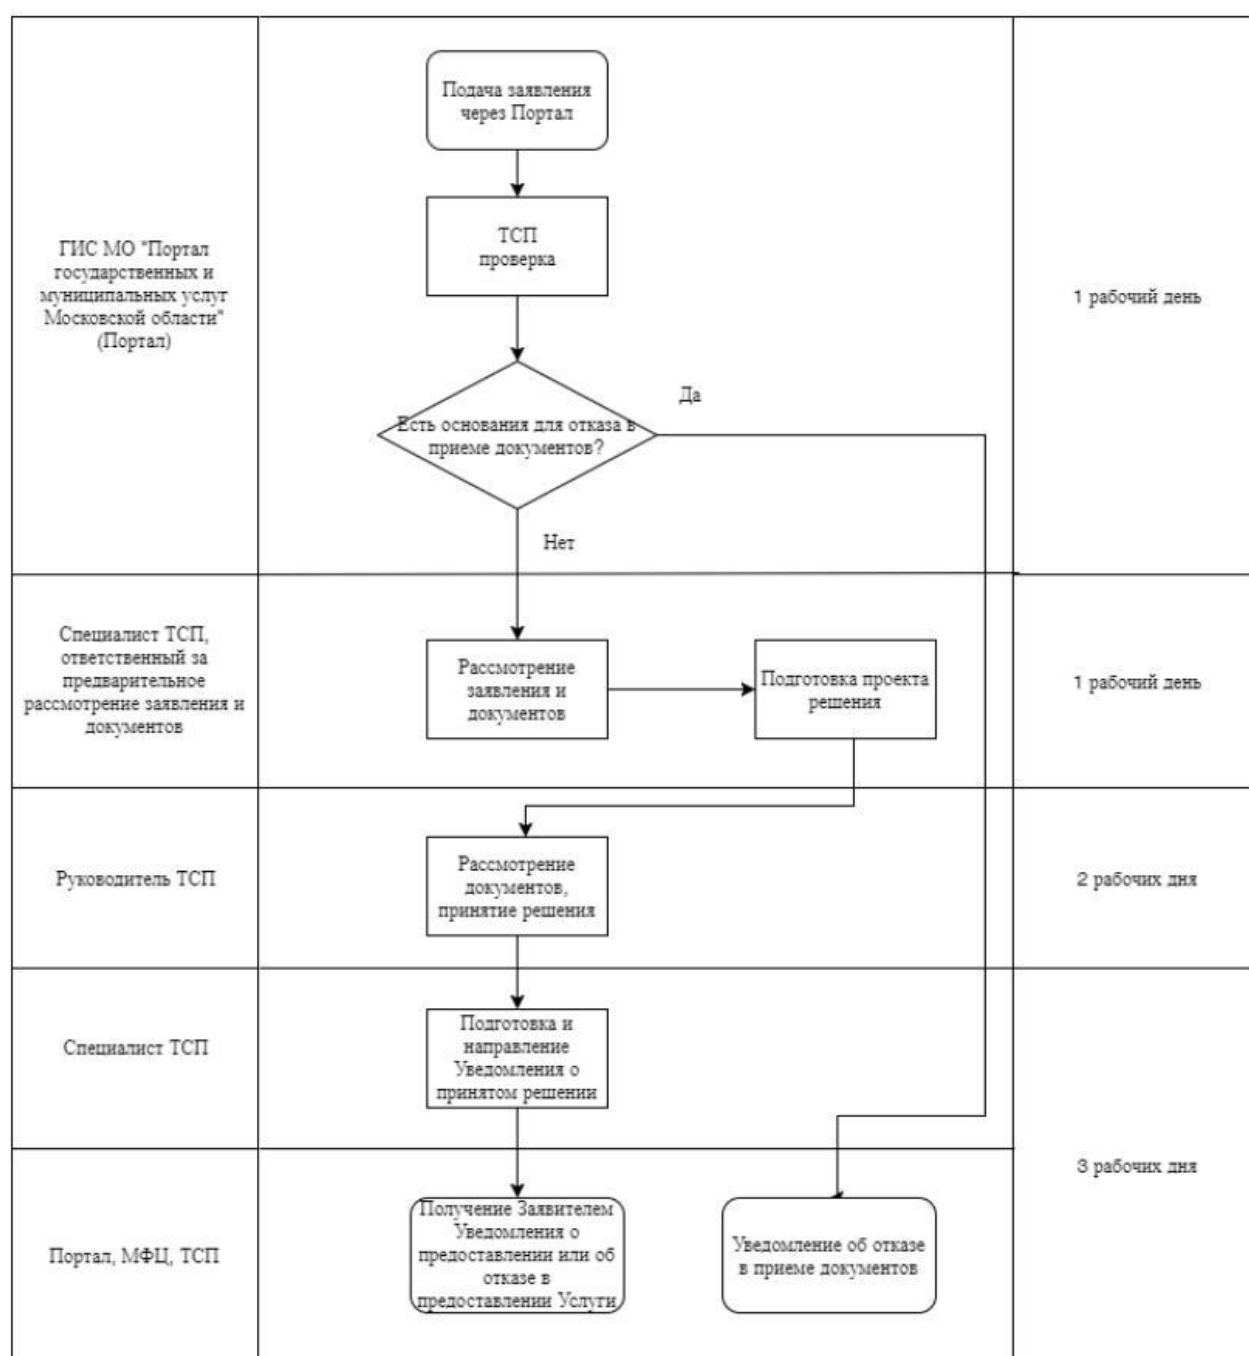 Подача заявления
через Портал
ТСП
проверка
ГИС МО "Портал
государственных и
муниципальных услуг
Московской области"
(Портал)
1 рабочий день
Да
Есть основания для отказа в
приеме документов?
Нет
Специалист ТСП,
ответственный за
предварительное
рассмотрение заявления и
документов
Рассмотрение
заявления и
документов
Подготовка проекта
решения
1 рабочий день
Руководитель ТСП
Рассмотрение
документов,
принятие решения
2 рабочих дня
Специалист ТСП
Подготовка и
направление
Уведомления о
принятом решении
3 рабочих дня
Портал, МФЦ, ТСП
Получение Заявителем
Уведомления о
предоставлении или об
отказе в
предоставлении Услуги
Уведомление об отказе
в приеме документов